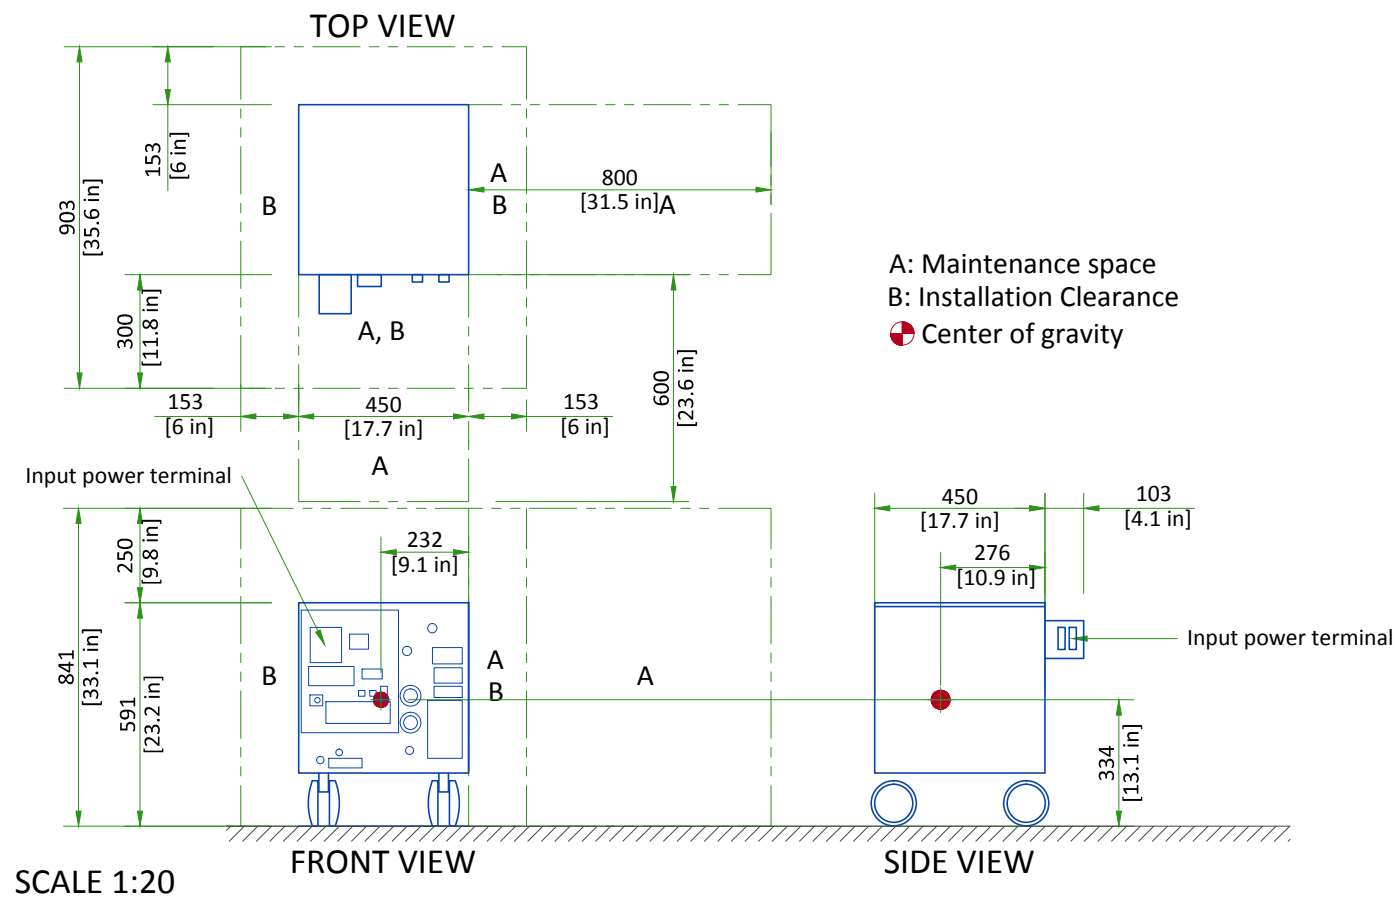 TOP VIEW
153
[6 in]
903
[35.6 in]
A
B
B
800
[31.5 in]
A
A: Maintenance space
B: Installation Clearance
Center of gravity
300
[11.8 in]
A, B
600
[23.6 in]
153
[6 in]
450
[17.7 in]
153
[6 in]
A
Input power terminal
450
[17.7 in]
103
[4.1 in]
250
[9.8 in]
232
[9.1 in]
276
[10.9 in]
Input power terminal
841
[33.1 in]
591
[23.2 in]
B
A
B
A
334
[13.1 in]
FRONT VIEW
SIDE VIEW
SCALE 1:20